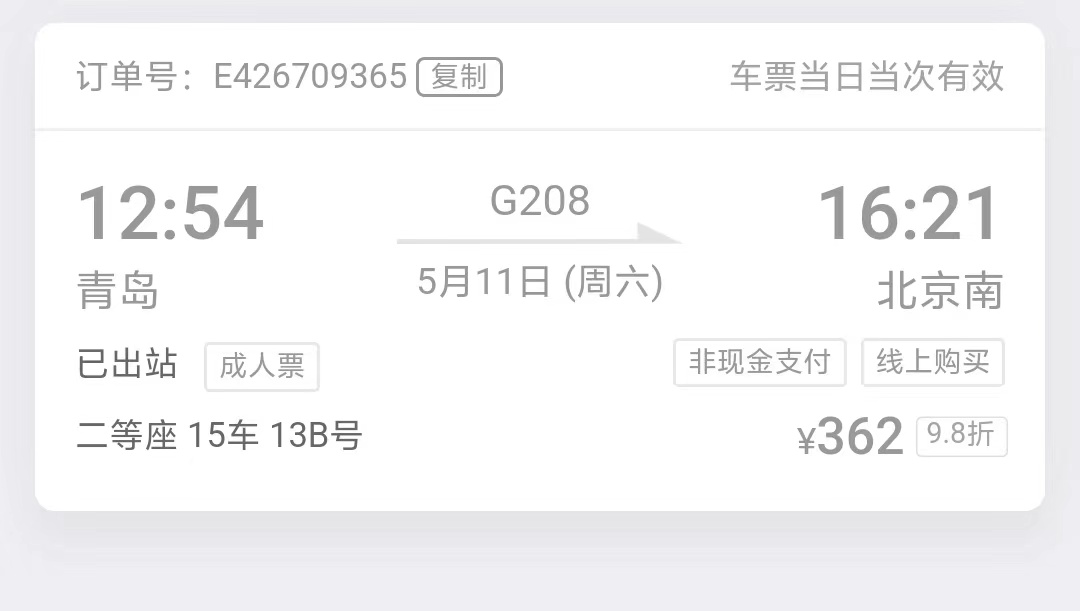 订单号：E426709365 复制 车票当日当次有效
12:54 G208 16:21
青岛 5月11日 (周六) 北京南
已出站 成人票 非现金支付 线上购买
二等座 15车 13B号 ¥362 9.8折